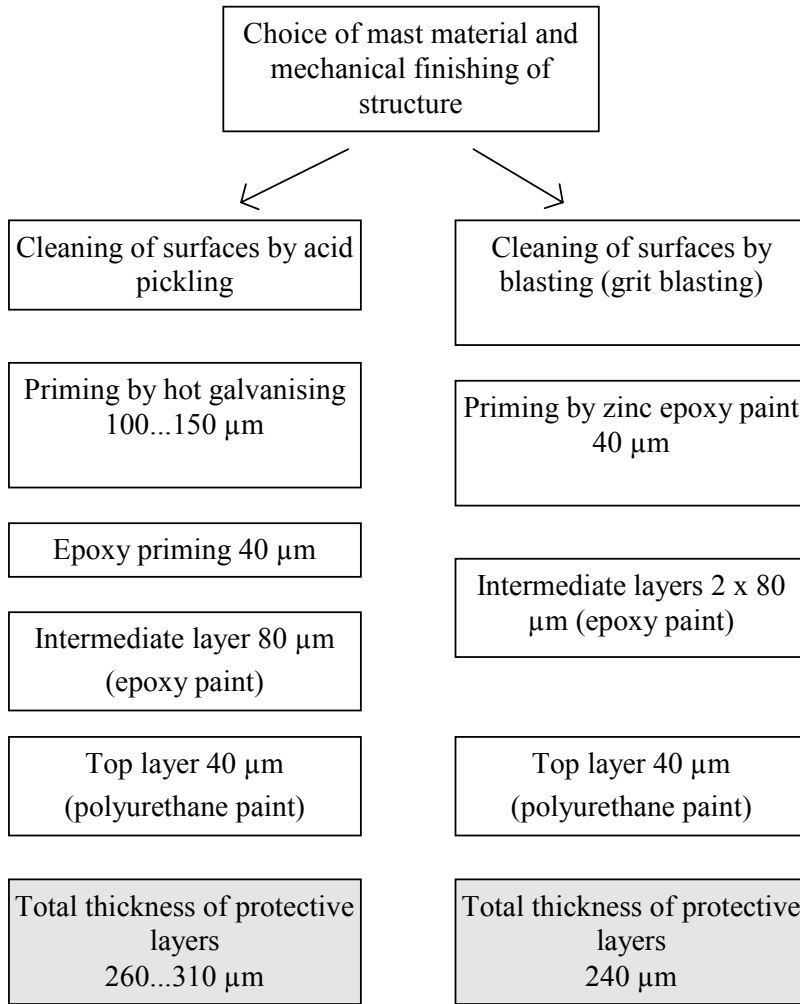 Choice of mast material and
mechanical finishing of
structure
Cleaning of surfaces by acid
pickling
Priming by hot galvanising
100...150 µm
Epoxy priming 40 µm
Intermediate layer 80 µm
(epoxy paint)
Top layer 40 µm
(polyurethane paint)
Total thickness of protective
layers
260...310 µm
Cleaning of surfaces by
blasting (grit blasting)
Priming by zinc epoxy paint
40 µm
Intermediate layers 2 x 80
µm (epoxy paint)
Top layer 40 µm
(polyurethane paint)
Total thickness of protective
layers
240 µm